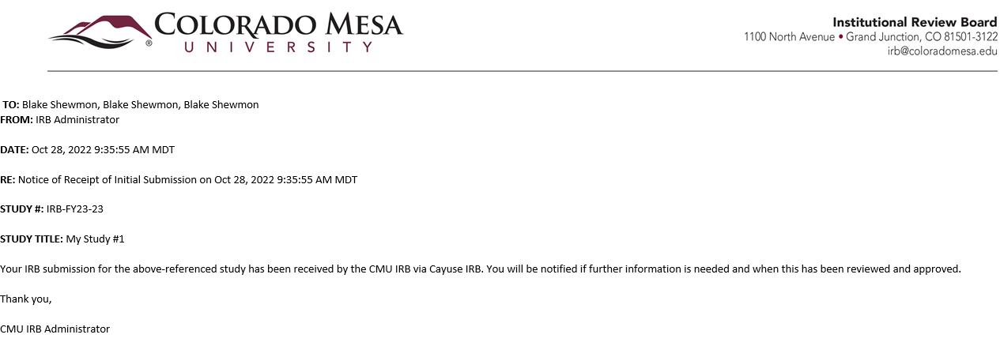 COLORADO MESA
UNIVERSITY
®
Institutional Review Board
1100 North Avenue • Grand Junction, CO 81501-3122
irb@coloradomesa.edu
TO: Blake Shewmon, Blake Shewmon, Blake Shewmon
FROM: IRB Administrator
DATE: Oct 28, 2022 9:35:55 AM MDT
RE: Notice of Receipt of Initial Submission on Oct 28, 2022 9:35:55 AM MDT
STUDY #: IRB-FY23-23
STUDY TITLE: My Study #1
Your IRB submission for the above-referenced study has been received by the CMU IRB via Cayuse IRB. You will be notified if further information is needed and when this has been reviewed and approved.
Thank you,
CMU IRB Administrator